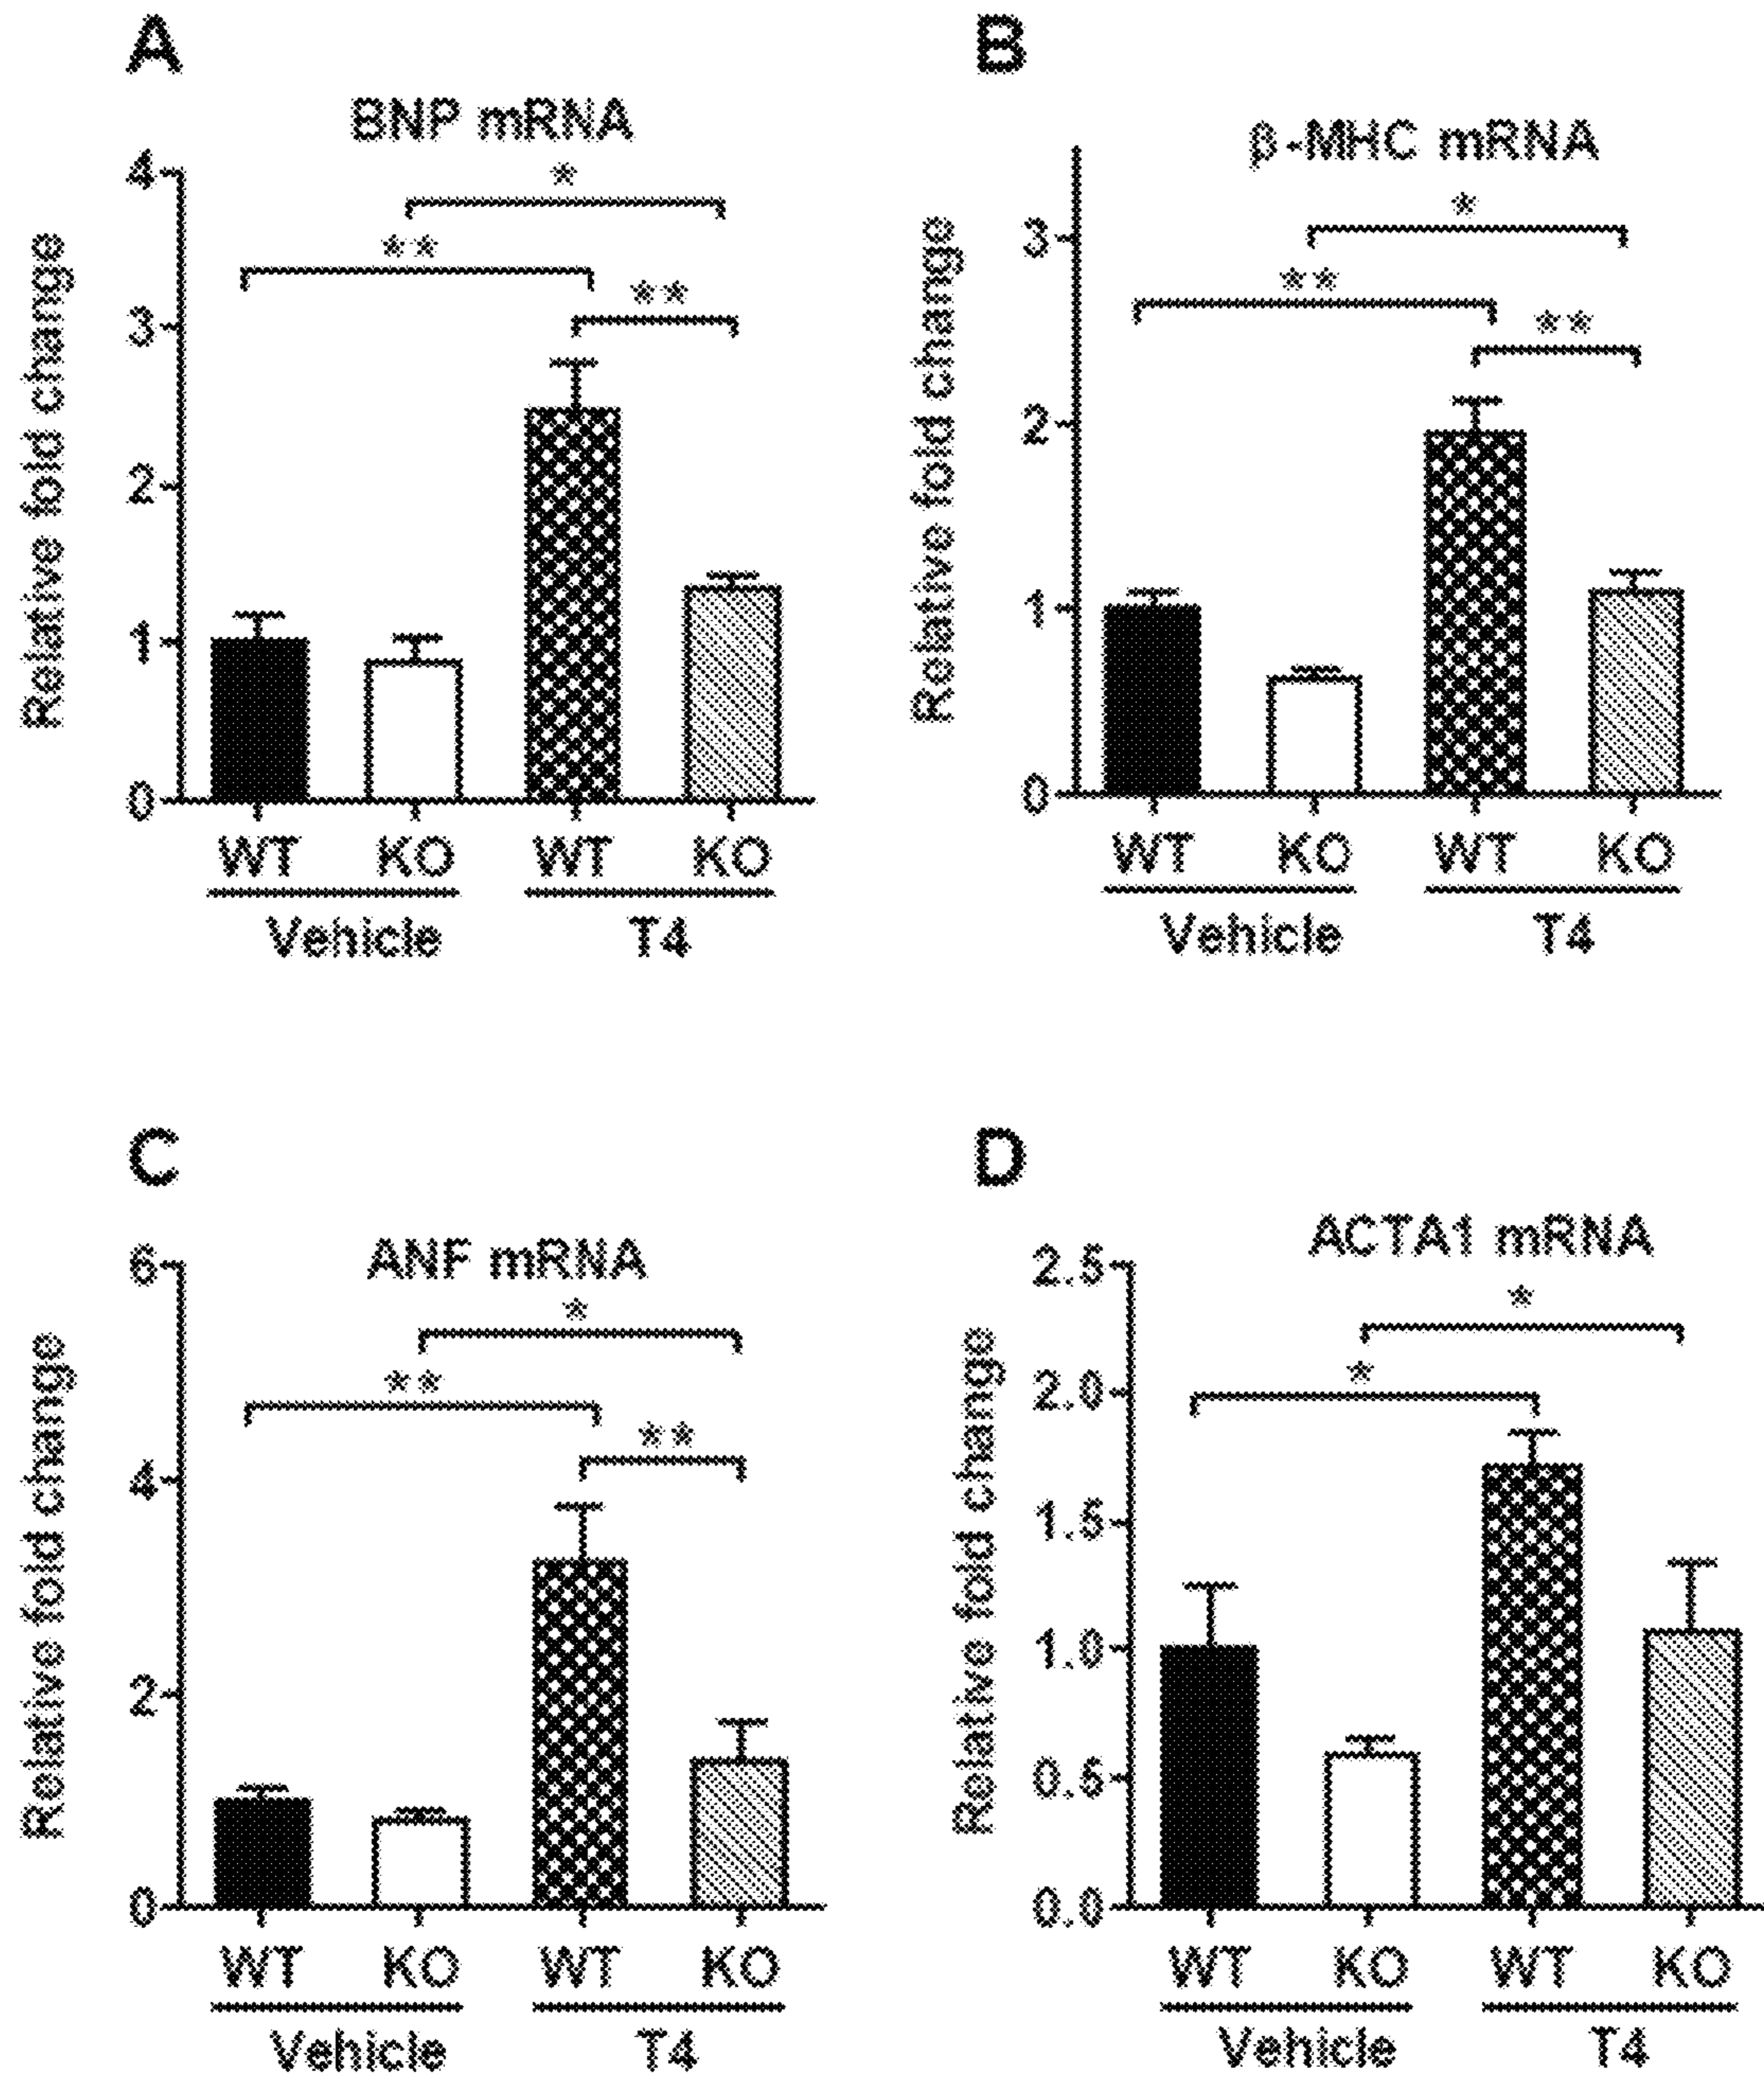 A
BNP mRNA
Relative fold change
4
3
2
1
0
*
**
**
WT KO WT KO
Vehicle T4
B
β-MHC mRNA
Relative fold change
3
2
1
0
*
**
**
WT KO WT KO
Vehicle T4
C
ANF mRNA
Relative fold change
6
4
2
0
*
**
**
WT KO WT KO
Vehicle T4
D
ACTA1 mRNA
Relative fold change
2.5
2.0
1.5
1.0
0.5
0.0
*
*
WT KO WT KO
Vehicle T4